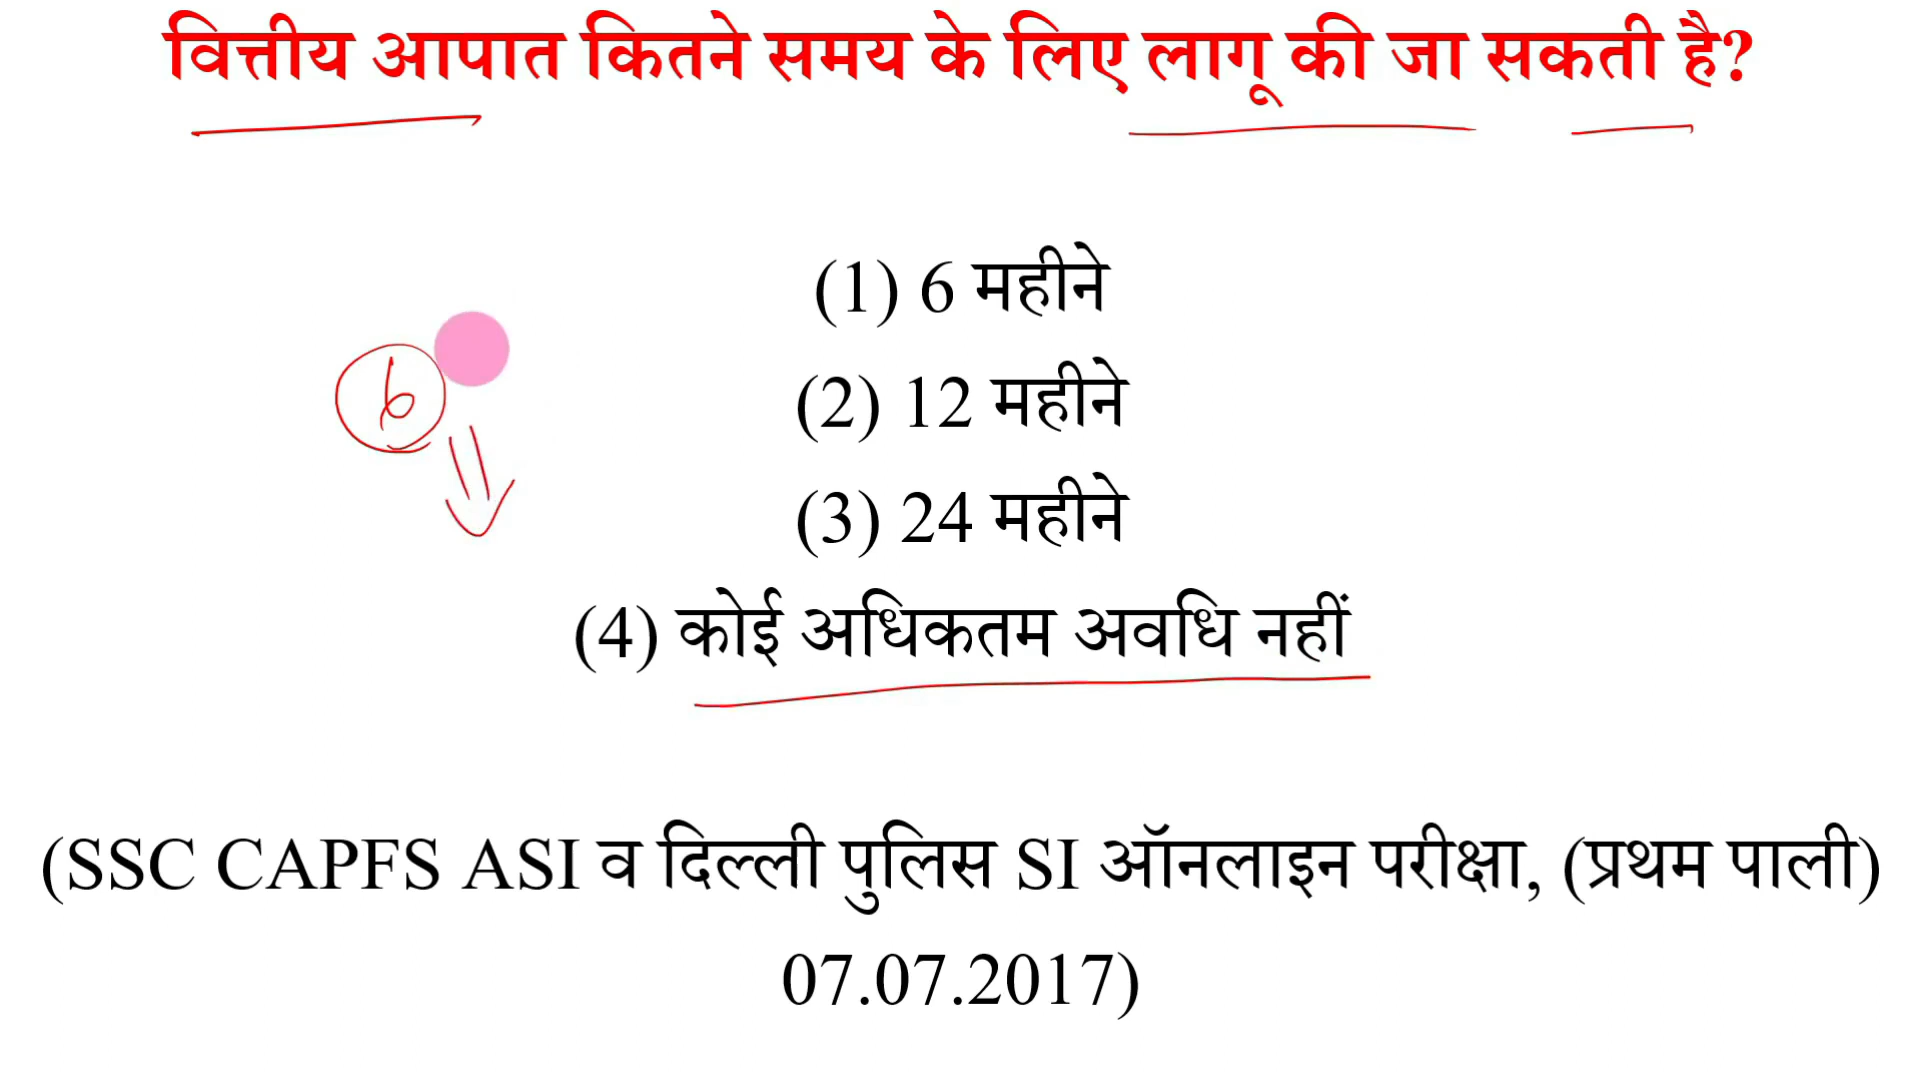 वित्तीय आपात कितने समय के लिए लागू की जा सकती है?
(1) 6 महीने
6
(2) 12 महीने
(3) 24 महीने
(4) कोई अधिकतम अवधि नहीं
(SSC CAPFS ASI व दिल्ली पुलिस SI ऑनलाइन परीक्षा, (प्रथम पाली)
07.07.2017)